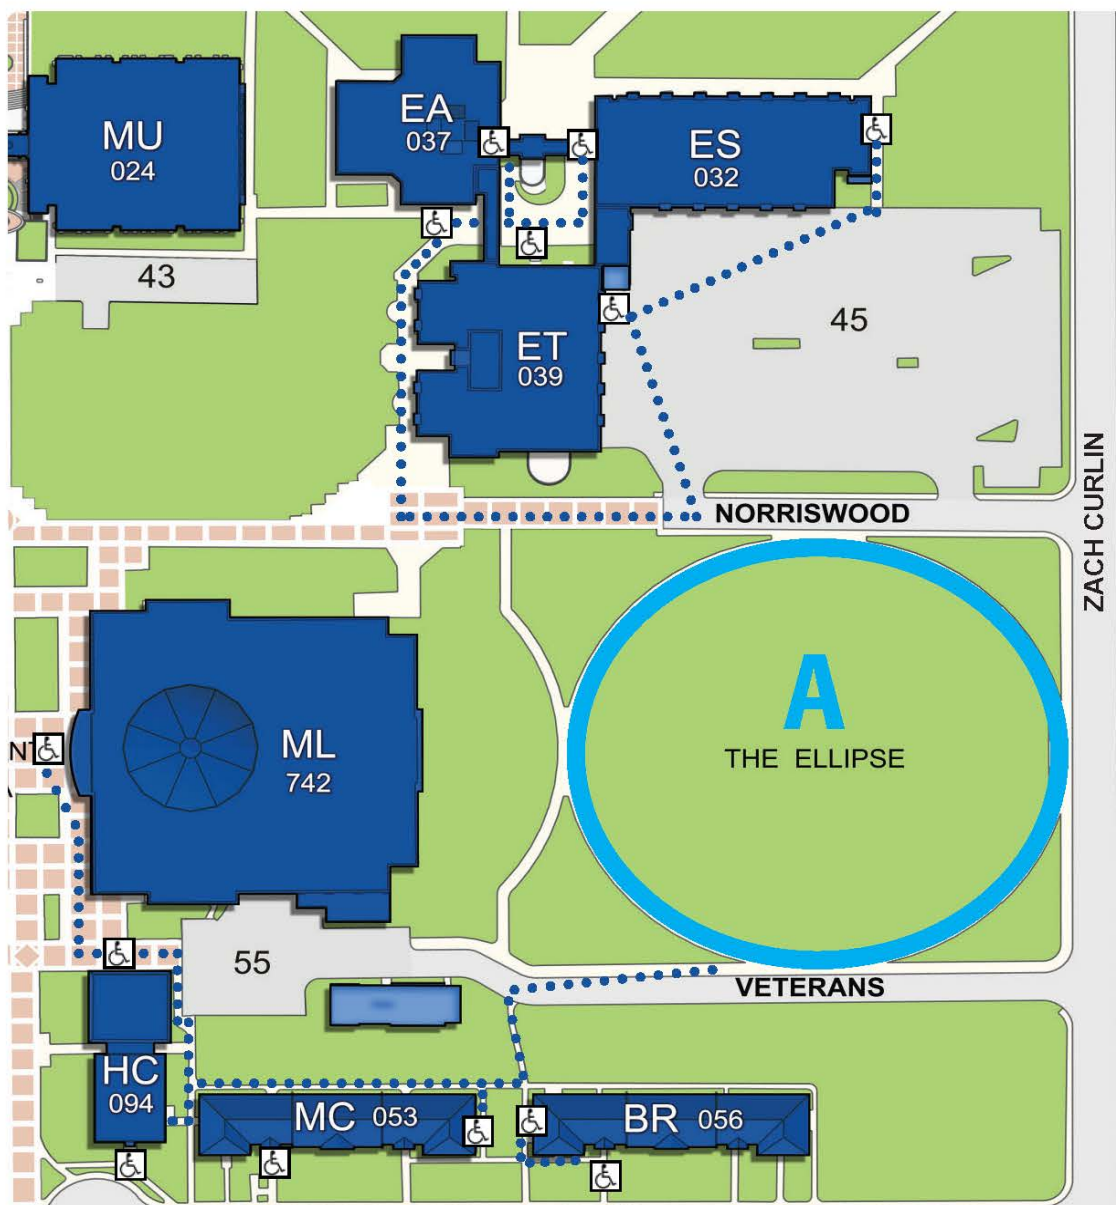 MU
024
EA
037
ES
032
43
45
ET
039
NORRISWOOD
ZACH CURLIN
A
THE ELLIPSE
ML
742
55
VETERANS
HC
094
MC 053
BR 056